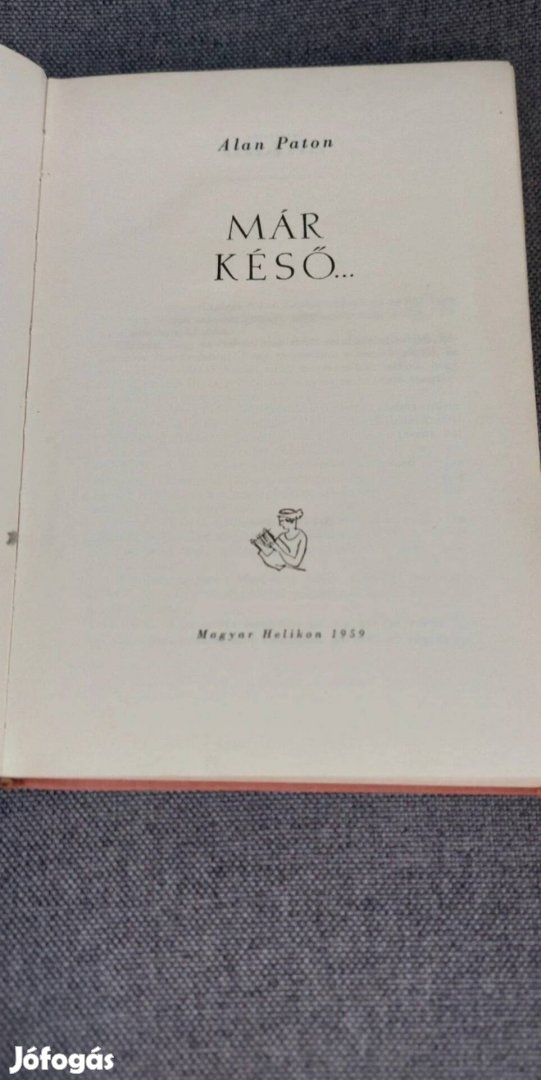 Alan Paton
MÁR
KÉSŐ...
Magyar Helikon 1959
Jófogás